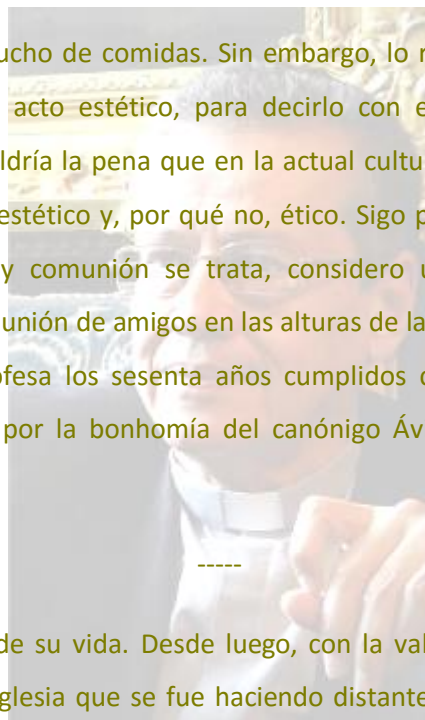 ucho de comidas. Sin embargo, lo
acto estético, para decirlo con
ldría la pena que en la actual cultu
estético y, por qué no, ético. Sigo
y comunión se trata, considero
unión de amigos en las alturas de la
ofesa los sesenta años cumplidos
por la bonhomía del canónigo Áv
-----
de su vida. Desde luego, con la val
glesia que se fue haciendo distante